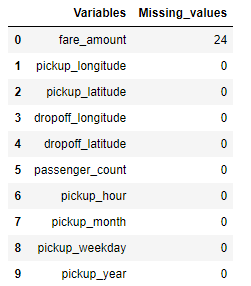 Variables Missing_values
0 fare_amount 24
1 pickup_longitude 0
2 pickup_latitude 0
3 dropoff_longitude 0
4 dropoff_latitude 0
5 passenger_count 0
6 pickup_hour 0
7 pickup_month 0
8 pickup_weekday 0
9 pickup_year 0